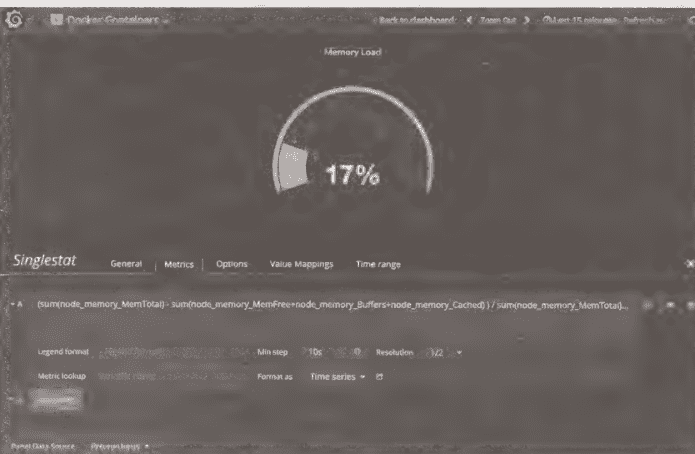 Docker Containers Back to dashboard Zoom Out Last 15 minutes
Memory Load
17%
Singlestat General Metrics Options Value Mappings Time range
A (sum(node_memory_MemTotal) - sum(node_memory_MemFree+node_memory_Buffers+node_memory_Cached) ) / sum(node_memory_MemTotal)...
Legend format Min step 10s Resolution 1/2
Metric lookup Format as Time series
Panel Data Source